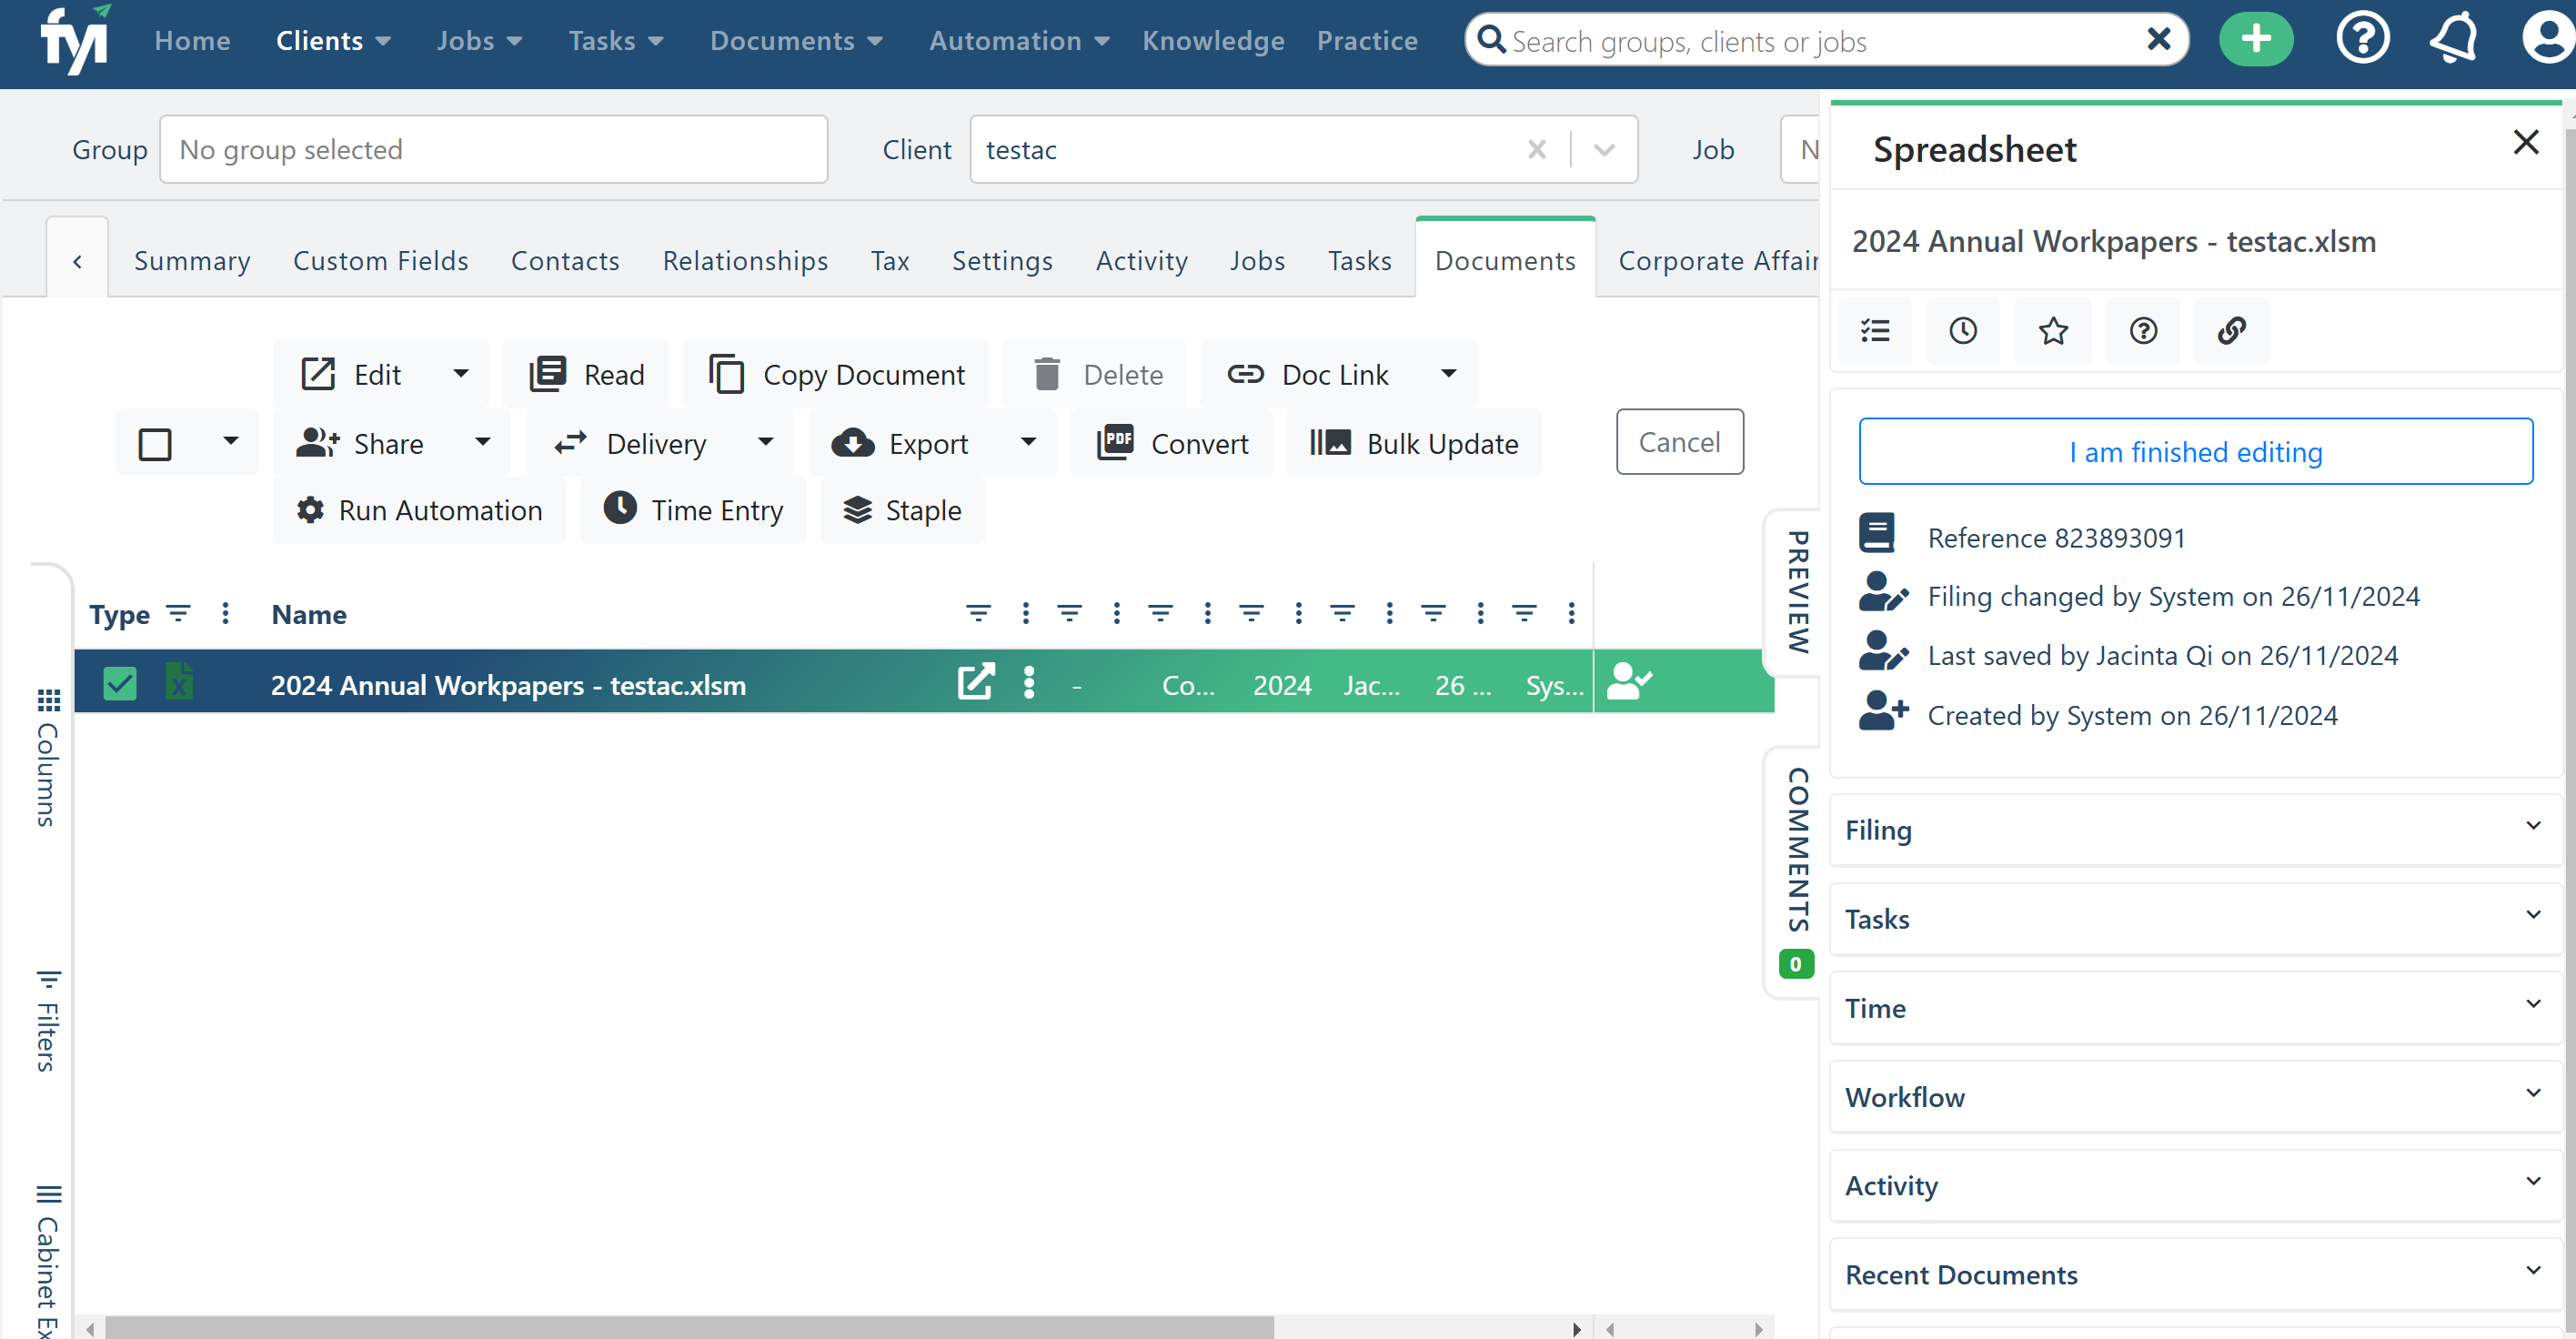 fyi Home Clients Jobs Tasks Documents Automation Knowledge Practice Search groups, clients or jobs
Group No group selected Client testac Job
Summary Custom Fields Contacts Relationships Tax Settings Activity Jobs Tasks Documents Corporate Affair
Edit Read Copy Document Delete Doc Link
Share Delivery Export Convert Bulk Update Cancel
Run Automation Time Entry Staple
Type Name
2024 Annual Workpapers - testac.xlsm - Co... 2024 Jac... 26 ... Sys...
Columns
Filters
Cabinet Ex
PREVIEW
COMMENTS
0
Spreadsheet
2024 Annual Workpapers - testac.xlsm
I am finished editing
Reference 823893091
Filing changed by System on 26/11/2024
Last saved by Jacinta Qi on 26/11/2024
Created by System on 26/11/2024
Filing
Tasks
Time
Workflow
Activity
Recent Documents